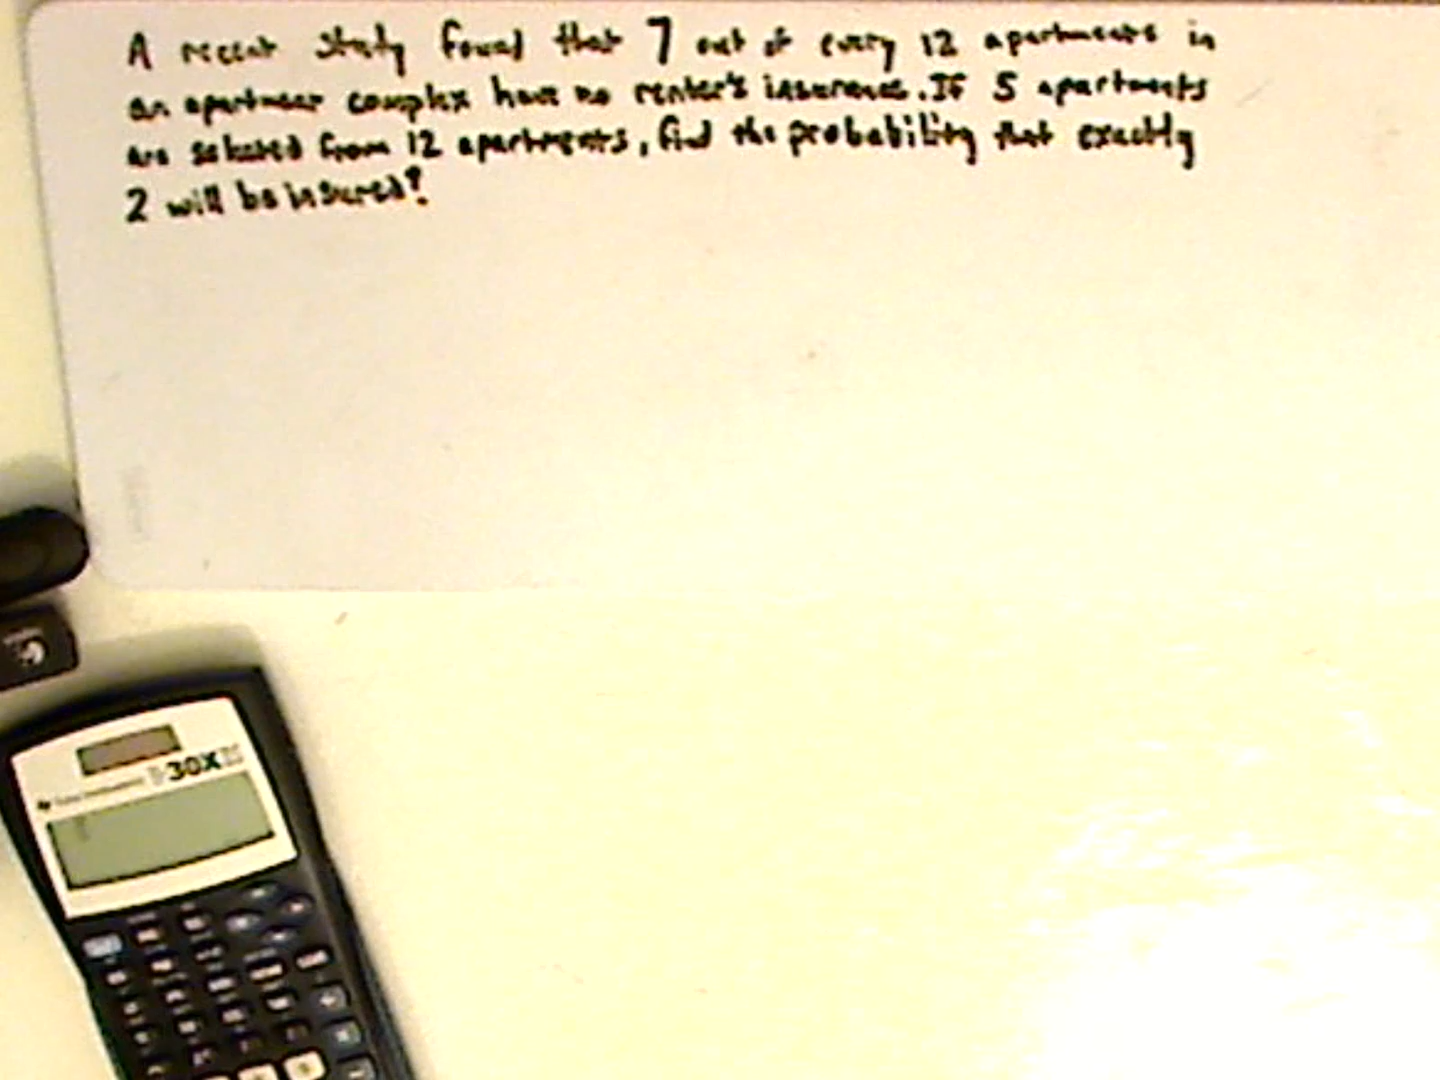 A recent study found that 7 out of every 12 apartments in
an apartment complex have no renter's insurance. If 5 apartments
are selected from 12 apartments, find the probability that exactly
2 will be insured?
30X